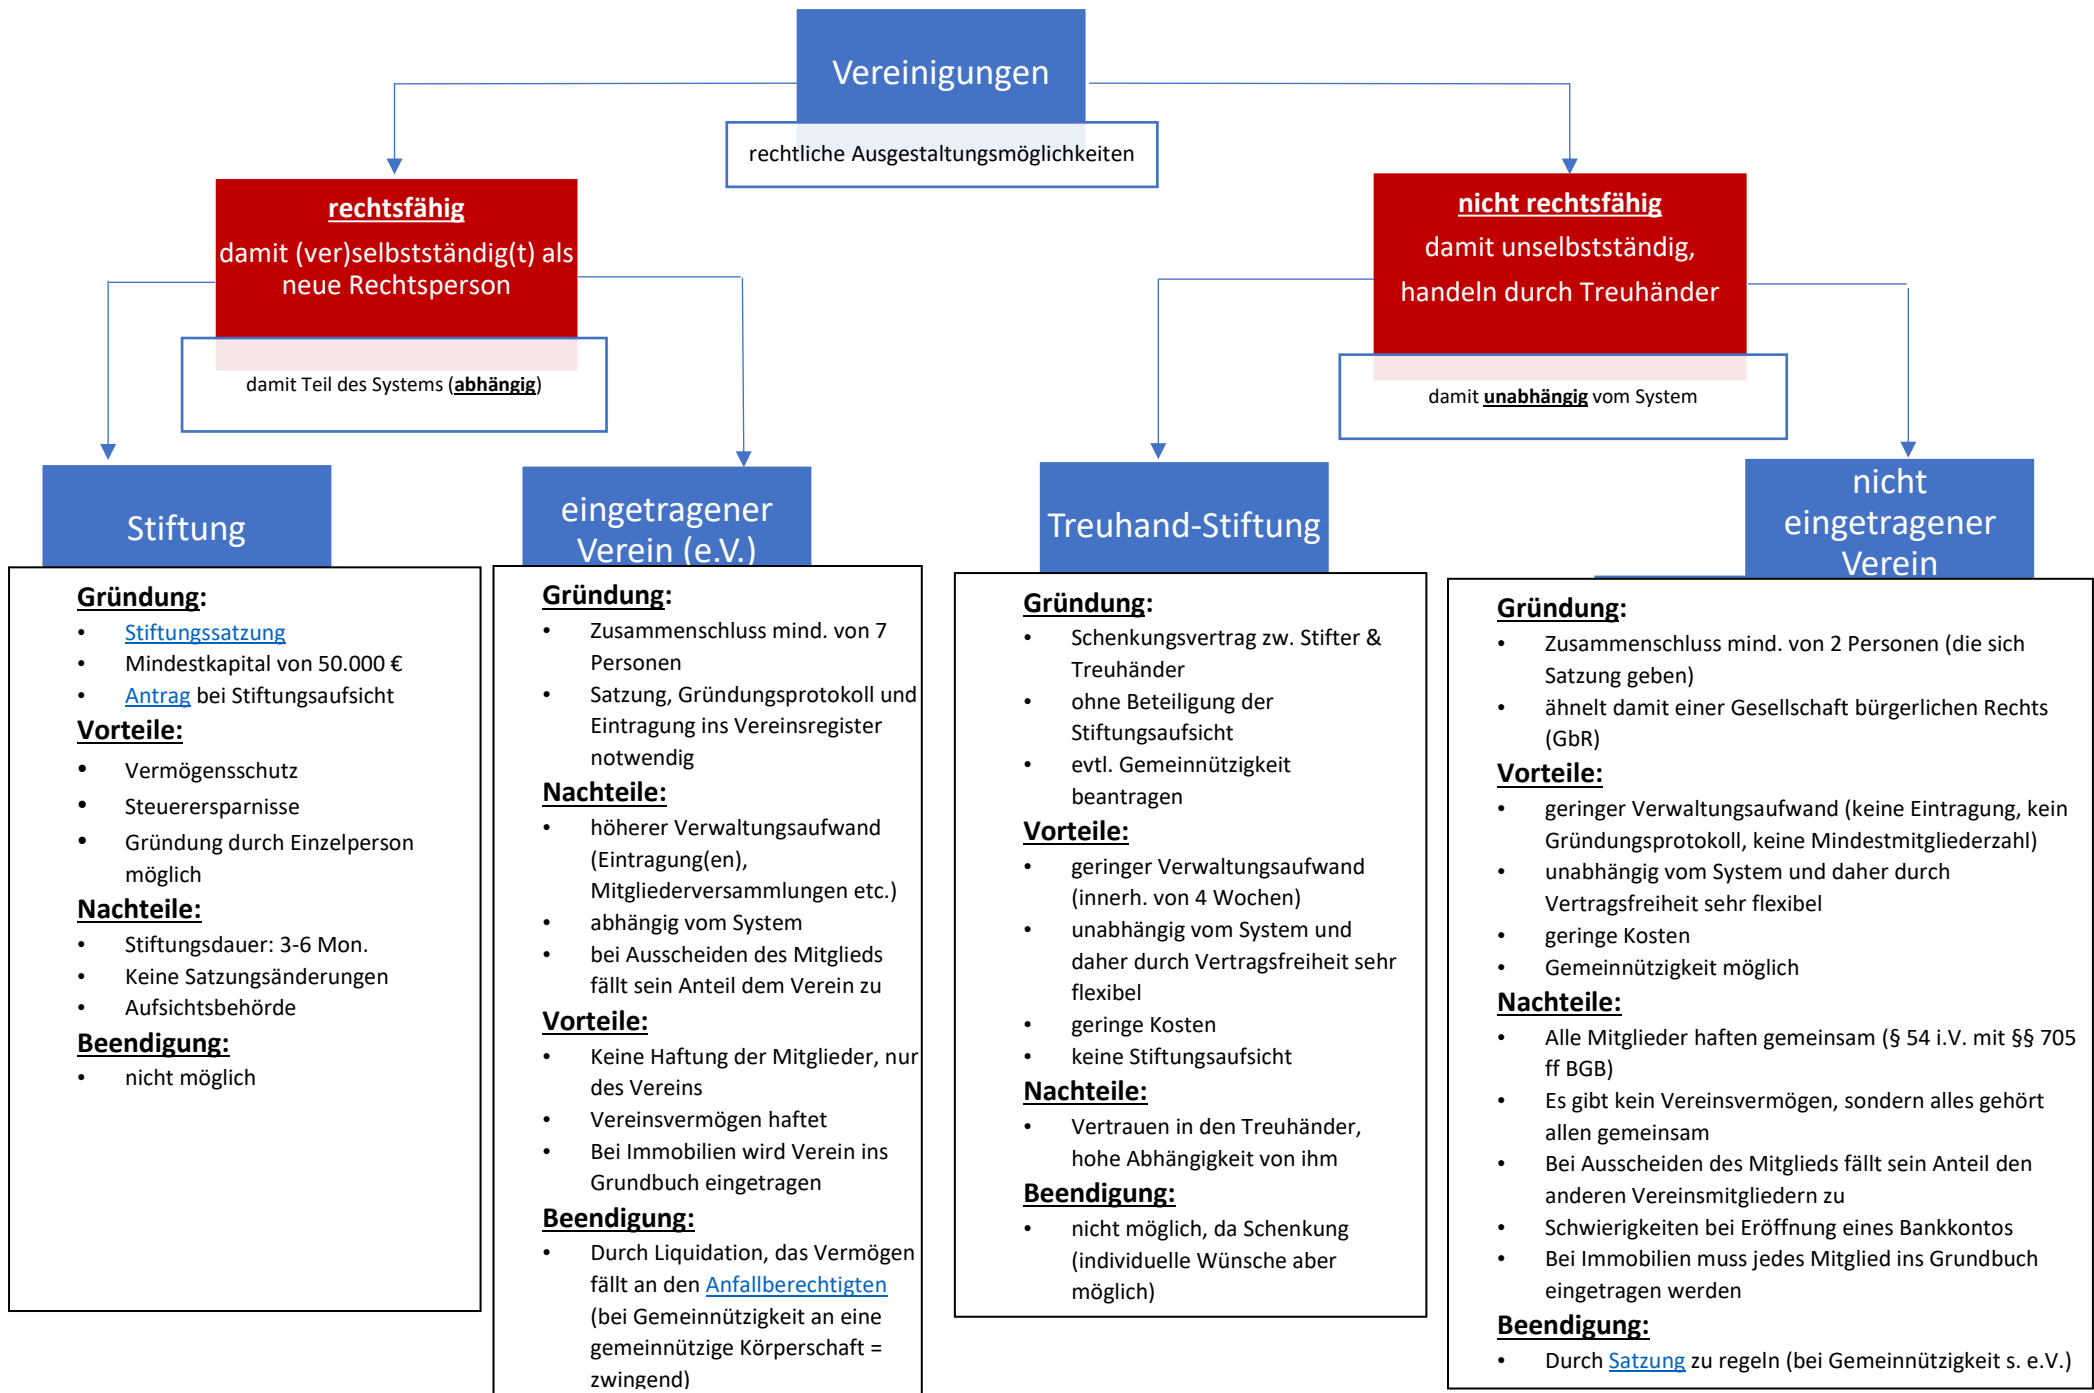 Vereinigungen
rechtliche Ausgestaltungsmöglichkeiten
rechtsfähig
damit (ver)selbstständig(t) als
neue Rechtsperson
damit Teil des Systems (abhängig)
nicht rechtsfähig
damit unselbstständig,
handeln durch Treuhänder
damit unabhängig vom System
Stiftung
Gründung:
• Stiftungssatzung
• Mindestkapital von 50.000 €
• Antrag bei Stiftungsaufsicht
Vorteile:
• Vermögensschutz
• Steuerersparnisse
• Gründung durch Einzelperson
möglich
Nachteile:
• Stiftungsdauer: 3-6 Mon.
• Keine Satzungsänderungen
• Aufsichtsbehörde
Beendigung:
• nicht möglich
eingetragener
Verein (e.V.)
Gründung:
• Zusammenschluss mind. von 7
Personen
• Satzung, Gründungsprotokoll und
Eintragung ins Vereinsregister
notwendig
Nachteile:
• höherer Verwaltungsaufwand
(Eintragung(en),
Mitgliederversammlungen etc.)
• abhängig vom System
• bei Ausscheiden des Mitglieds
fällt sein Anteil dem Verein zu
Vorteile:
• Keine Haftung der Mitglieder, nur
des Vereins
• Vereinsvermögen haftet
• Bei Immobilien wird Verein ins
Grundbuch eingetragen
Beendigung:
• Durch Liquidation, das Vermögen
fällt an den Anfallberechtigten
(bei Gemeinnützigkeit an eine
gemeinnützige Körperschaft =
zwingend)
Treuhand-Stiftung
Gründung:
• Schenkungsvertrag zw. Stifter &
Treuhänder
• ohne Beteiligung der
Stiftungsaufsicht
• evtl. Gemeinnützigkeit
beantragen
Vorteile:
• geringer Verwaltungsaufwand
(innerh. von 4 Wochen)
• unabhängig vom System und
daher durch Vertragsfreiheit sehr
flexibel
• geringe Kosten
• keine Stiftungsaufsicht
Nachteile:
• Vertrauen in den Treuhänder,
hohe Abhängigkeit von ihm
Beendigung:
• nicht möglich, da Schenkung
(individuelle Wünsche aber
möglich)
nicht
eingetragener
Verein
Gründung:
• Zusammenschluss mind. von 2 Personen (die sich
Satzung geben)
• ähnelt damit einer Gesellschaft bürgerlichen Rechts
(GbR)
Vorteile:
• geringer Verwaltungsaufwand (keine Eintragung, kein
Gründungsprotokoll, keine Mindestmitgliederzahl)
• unabhängig vom System und daher durch
Vertragsfreiheit sehr flexibel
• geringe Kosten
• Gemeinnützigkeit möglich
Nachteile:
• Alle Mitglieder haften gemeinsam (§ 54 i.V. mit §§ 705
ff BGB)
• Es gibt kein Vereinsvermögen, sondern alles gehört
allen gemeinsam
• Bei Ausscheiden des Mitglieds fällt sein Anteil den
anderen Vereinsmitgliedern zu
• Schwierigkeiten bei Eröffnung eines Bankkontos
• Bei Immobilien muss jedes Mitglied ins Grundbuch
eingetragen werden
Beendigung:
• Durch Satzung zu regeln (bei Gemeinnützigkeit s. e.V.)